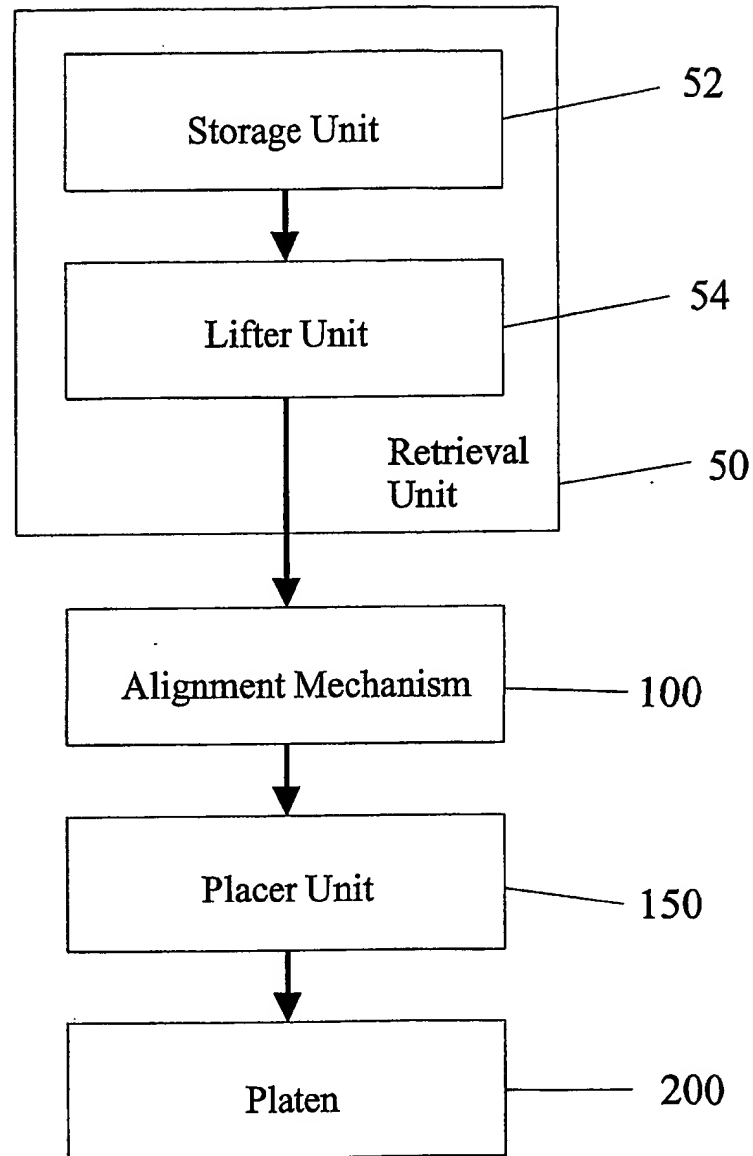 Storage Unit
52
Lifter Unit
54
Retrieval
Unit
50
Alignment Mechanism
100
Placer Unit
150
Platen
200